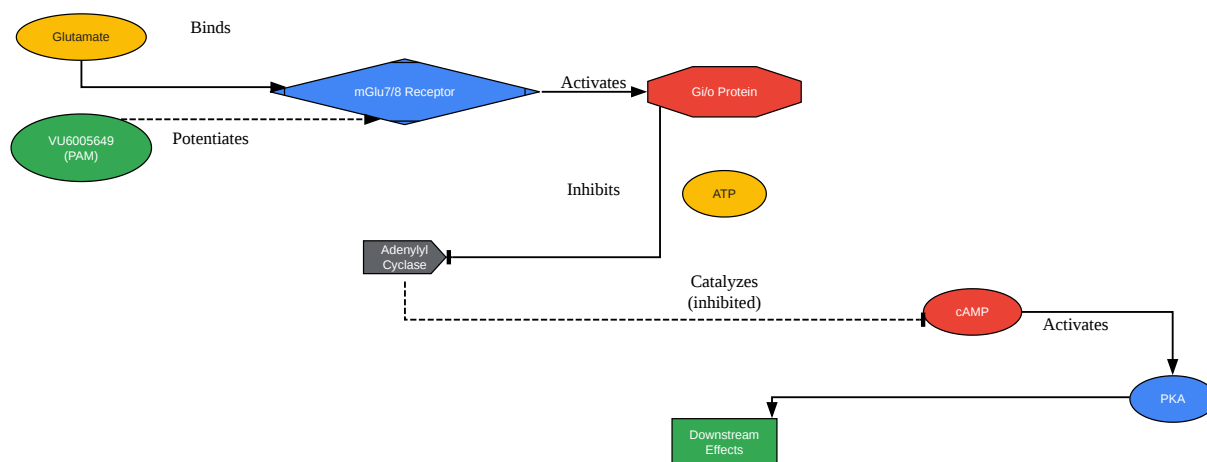 Glutamate
Binds
mGlu7/8 Receptor
Activates
Gi/o Protein
VU6005649
(PAM)
Potentiates
Inhibits
ATP
Adenylyl
Cyclase
Catalyzes
(inhibited)
cAMP
Activates
PKA
Downstream
Effects